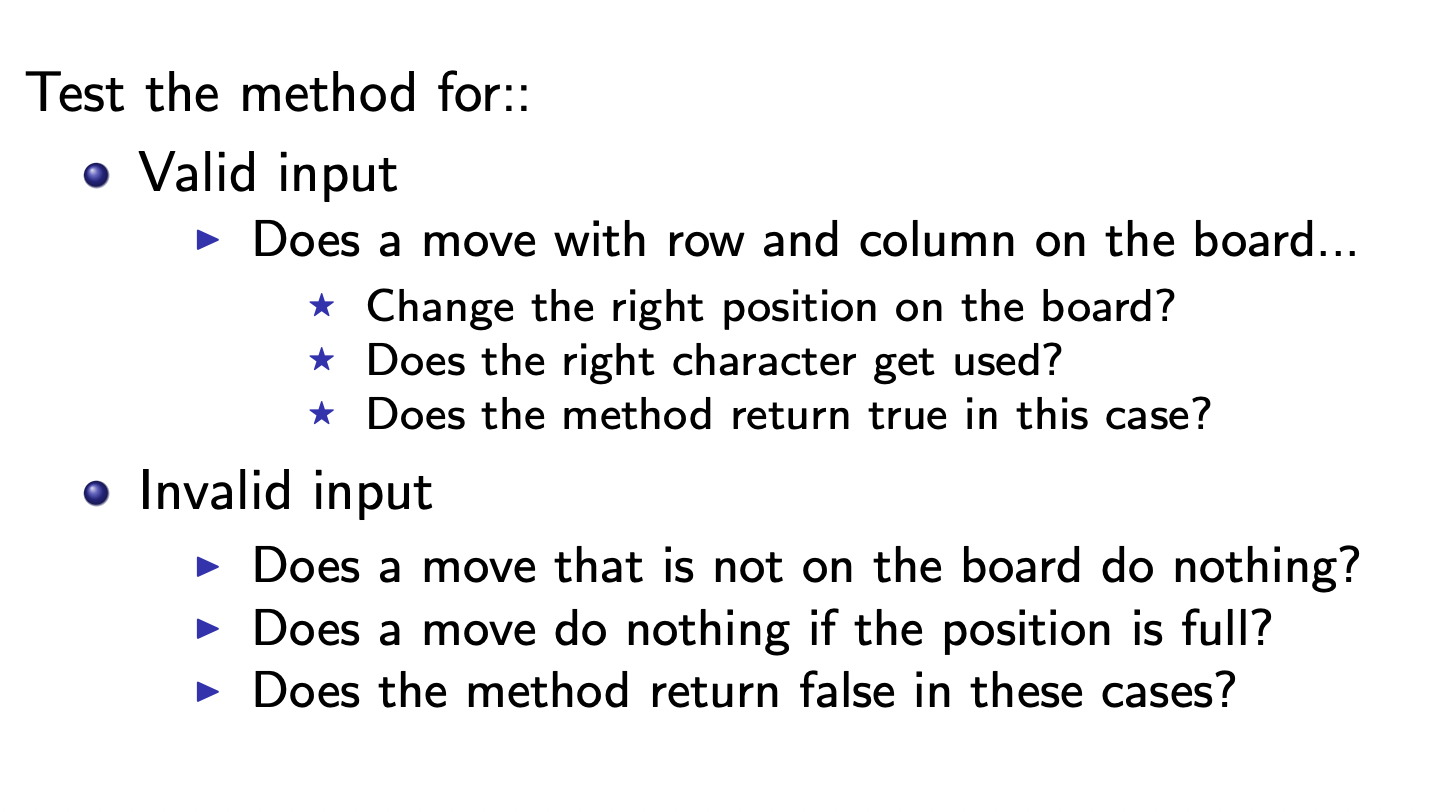 Test the method for::
Valid input
Does a move with row and column on the board...
Change the right position on the board?
Does the right character get used?
Does the method return true in this case?
Invalid input
Does a move that is not on the board do nothing?
Does a move do nothing if the position is full?
Does the method return false in these cases?